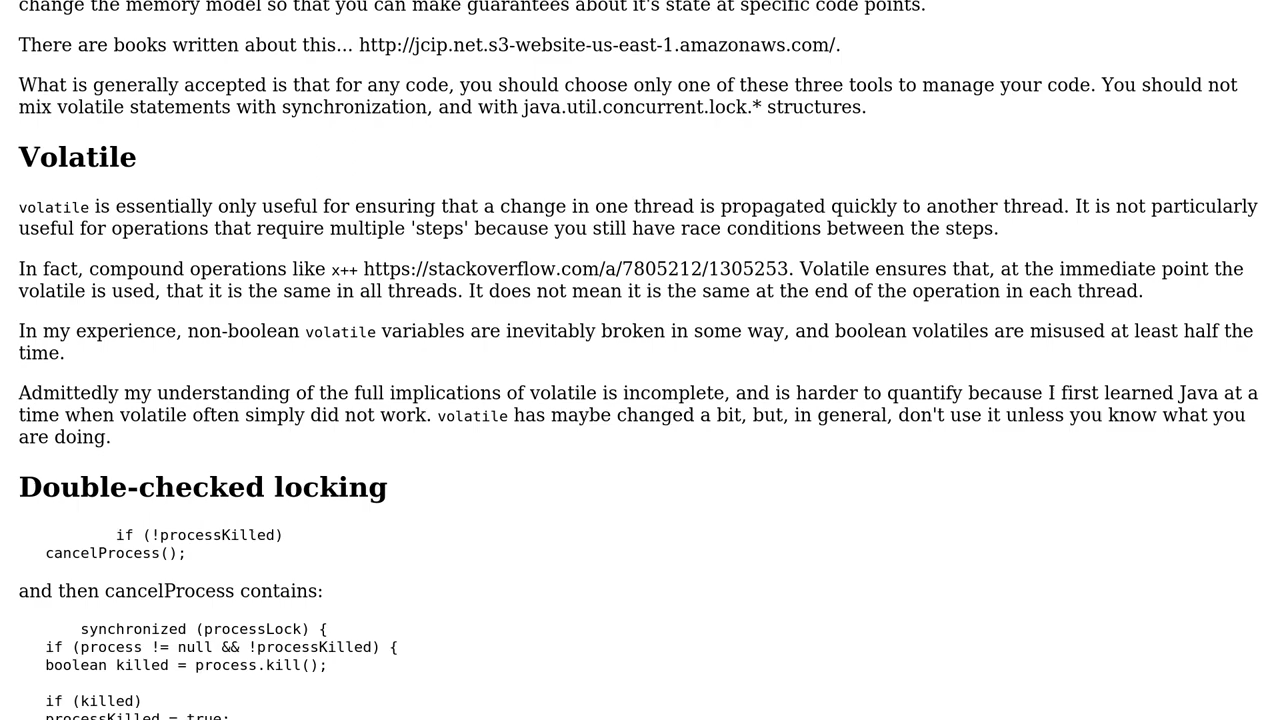 change the memory model so that you can make guarantees about it's state at specific code points.
There are books written about this... http://jcip.net.s3-website-us-east-1.amazonaws.com/.
What is generally accepted is that for any code, you should choose only one of these three tools to manage your code. You should not
mix volatile statements with synchronization, and with java.util.concurrent.lock.* structures.
Volatile
volatile is essentially only useful for ensuring that a change in one thread is propagated quickly to another thread. It is not particularly
useful for operations that require multiple 'steps' because you still have race conditions between the steps.
In fact, compound operations like x++ https://stackoverflow.com/a/7805212/1305253. Volatile ensures that, at the immediate point the
volatile is used, that it is the same in all threads. It does not mean it is the same at the end of the operation in each thread.
In my experience, non-boolean volatile variables are inevitably broken in some way, and boolean volatiles are misused at least half the
time.
Admittedly my understanding of the full implications of volatile is incomplete, and is harder to quantify because I first learned Java at a
time when volatile often simply did not work. volatile has maybe changed a bit, but, in general, don't use it unless you know what you
are doing.
Double-checked locking
if (!processKilled)
cancelProcess();
and then cancelProcess contains:
synchronized (processLock) {
if (process != null && !processKilled) {
boolean killed = process.kill();
if (killed)
processKilled = true;